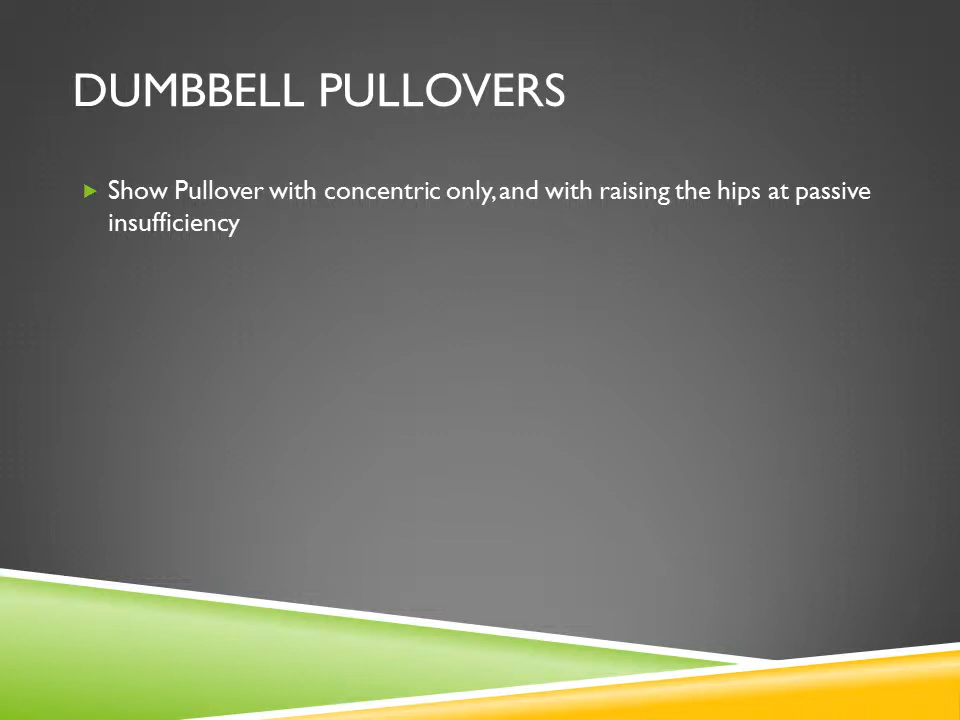 DUMBBELL PULLOVERS
Show Pullover with concentric only, and with raising the hips at passive
insufficiency